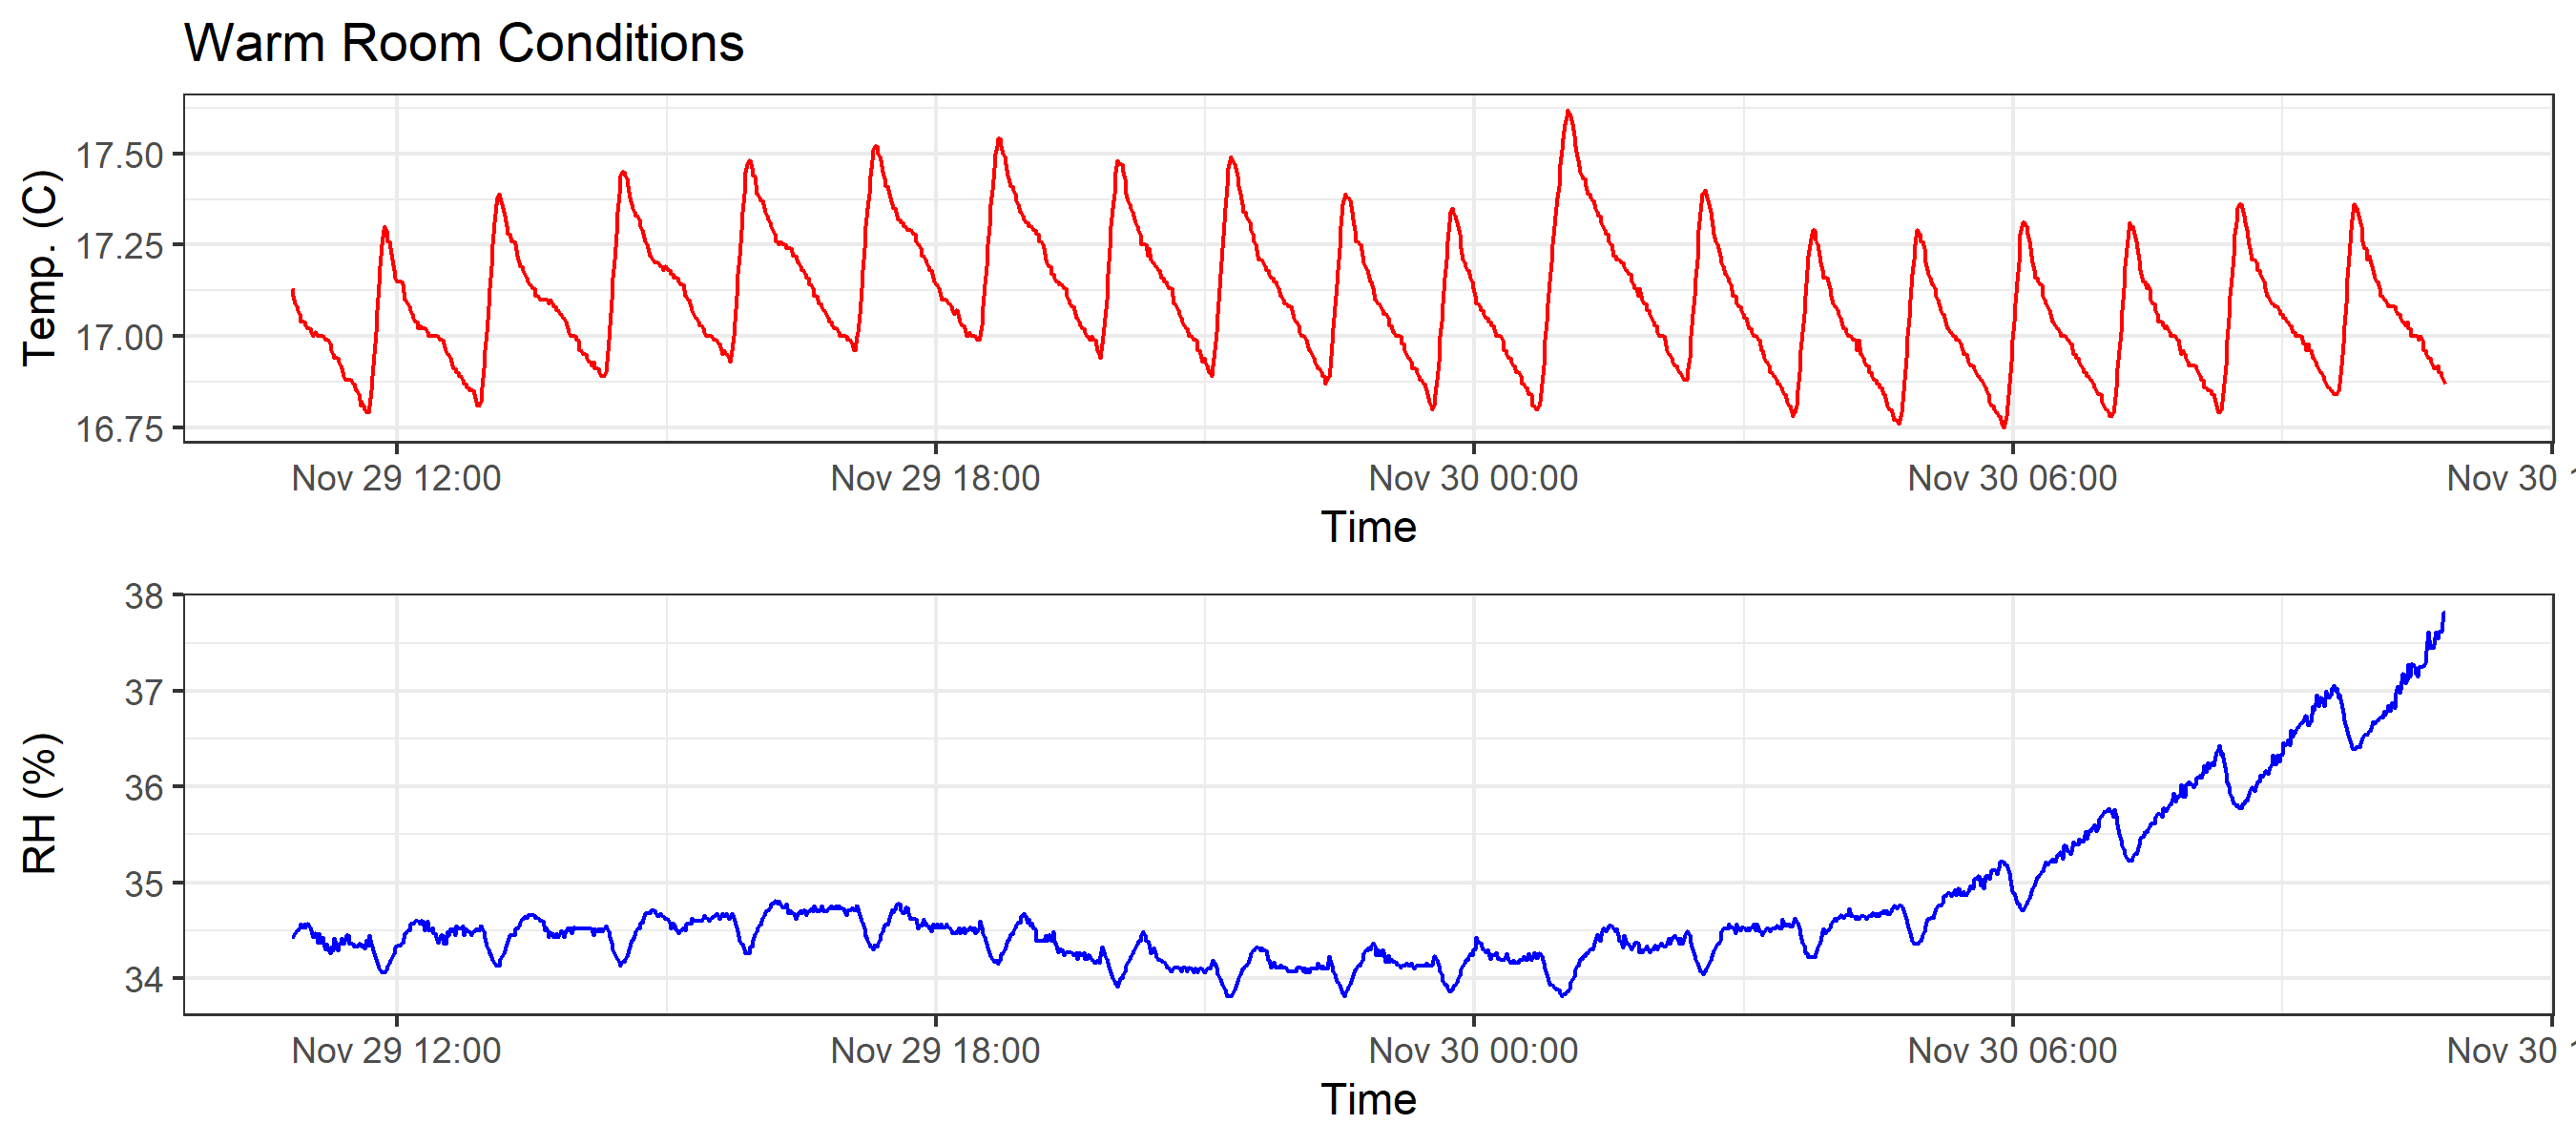 Warm Room Conditions
Temp. (C)
17.50
17.25
17.00
16.75
Nov 29 12:00 Nov 29 18:00 Nov 30 00:00 Nov 30 06:00 Nov 30 1
Time
RH (%)
38
37
36
35
34
Nov 29 12:00 Nov 29 18:00 Nov 30 00:00 Nov 30 06:00 Nov 30 1
Time